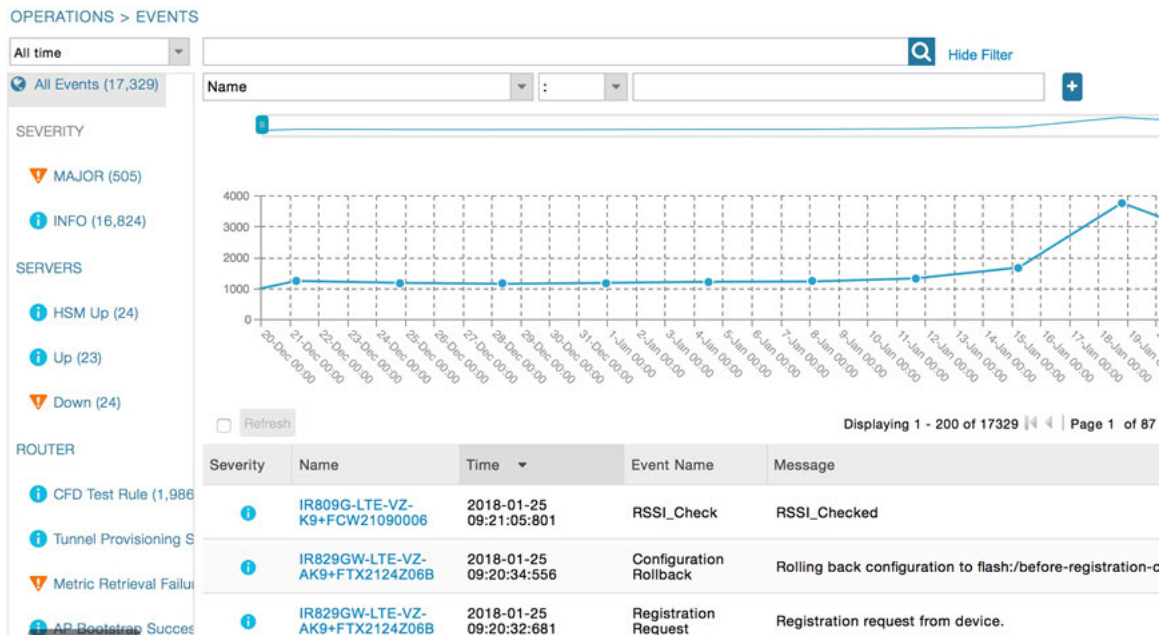 OPERATIONS > EVENTS
All time
Hide Filter
All Events (17,329)
Name
:
+
SEVERITY
MAJOR (505)
INFO (16,824)
SERVERS
HSM Up (24)
Up (23)
Down (24)
ROUTER
CFD Test Rule (1,986
Tunnel Provisioning S
Metric Retrieval Failu
AP Bootstrap Succes
4000
3000
2000
1000
0
20-Dec 00:00
21-Dec 00:00
22-Dec 00:00
23-Dec 00:00
24-Dec 00:00
25-Dec 00:00
26-Dec 00:00
27-Dec 00:00
28-Dec 00:00
29-Dec 00:00
30-Dec 00:00
31-Dec 00:00
1-Jan 00:00
2-Jan 00:00
3-Jan 00:00
4-Jan 00:00
5-Jan 00:00
6-Jan 00:00
7-Jan 00:00
8-Jan 00:00
9-Jan 00:00
10-Jan 00:00
11-Jan 00:00
12-Jan 00:00
13-Jan 00:00
14-Jan 00:00
15-Jan 00:00
16-Jan 00:00
17-Jan 00:00
18-Jan 00:00
19-Jan 0
Refresh
Displaying 1 - 200 of 17329
Page 1 of 87
Severity Name Time Event Name Message
IR809G-LTE-VZ-
K9+FCW21090006
2018-01-25
09:21:05:801
RSSI_Check
RSSI_Checked
IR829GW-LTE-VZ-
AK9+FTX2124Z06B
2018-01-25
09:20:34:556
Configuration
Rollback
Rolling back configuration to flash:/before-registration-c
IR829GW-LTE-VZ-
AK9+FTX2124Z06B
2018-01-25
09:20:32:681
Registration
Request
Registration request from device.